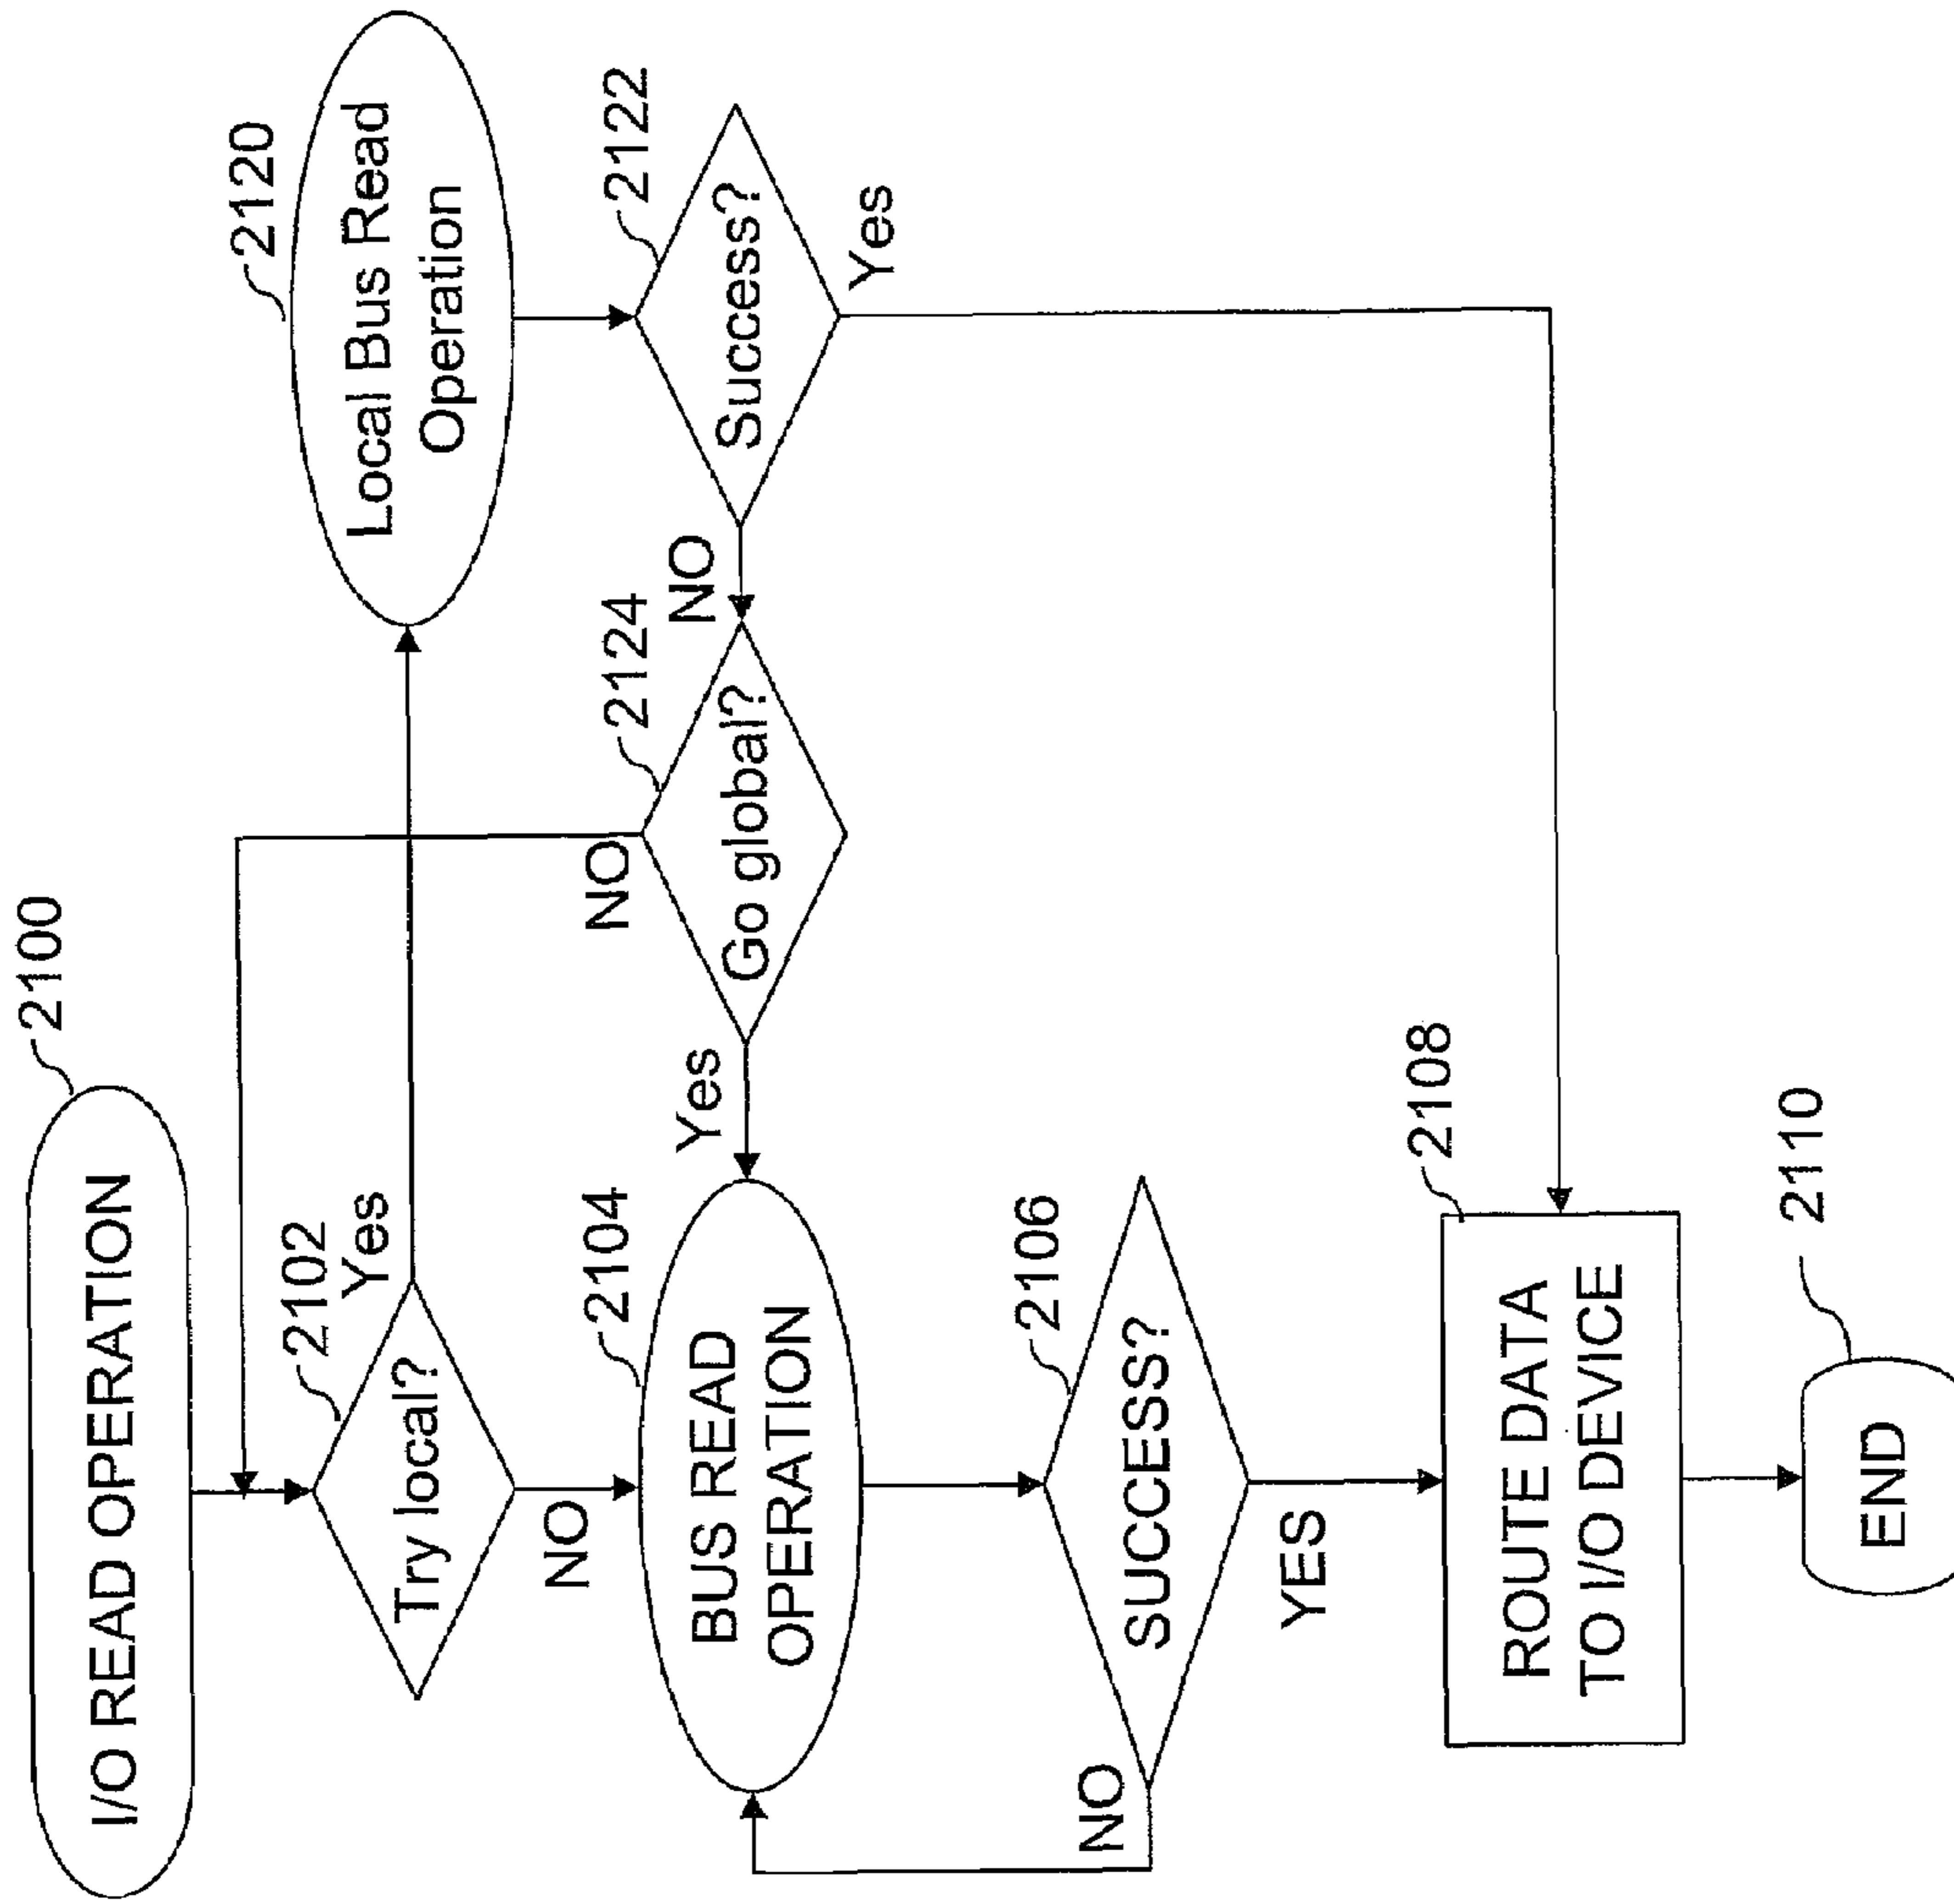 I/O READ OPERATION
2100
Try local?
2102
Yes
NO
Local Bus Read
Operation
2120
Success?
2122
NO
Yes
Go global?
2124
NO
Yes
BUS READ
OPERATION
2104
SUCCESS?
2106
NO
YES
ROUTE DATA
TO I/O DEVICE
2108
END
2110